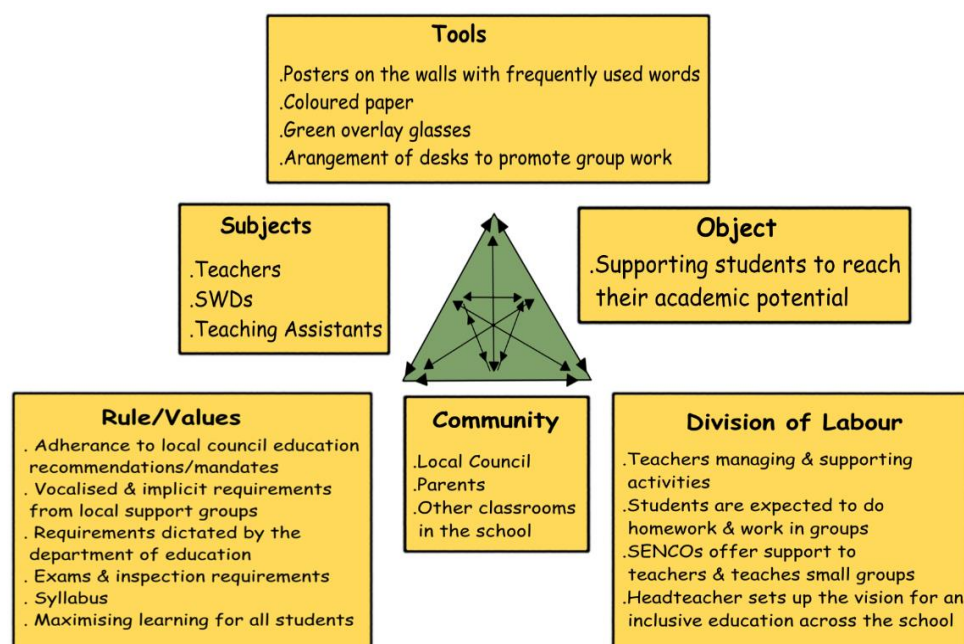 Tools
.Posters on the walls with frequently used words
.Coloured paper
.Green overlay glasses
.Arangement of desks to promote group work
Subjects
.Teachers
.SWDs
.Teaching Assistants
Object
.Supporting students to reach
their academic potential
Rule/Values
. Adherance to local council education
recommendations/mandates
. Vocalised & implicit requirements
from local support groups
. Requirements dictated by the
department of education
. Exams & inspection requirements
. Syllabus
. Maximising learning for all students
Community
.Local Council
.Parents
.Other classrooms
in the school
Division of Labour
.Teachers managing & supporting
activities
.Students are expected to do
homework & work in groups
.SENCOs offer support to
teachers & teaches small groups
.Headteacher sets up the vision for an
inclusive education across the school